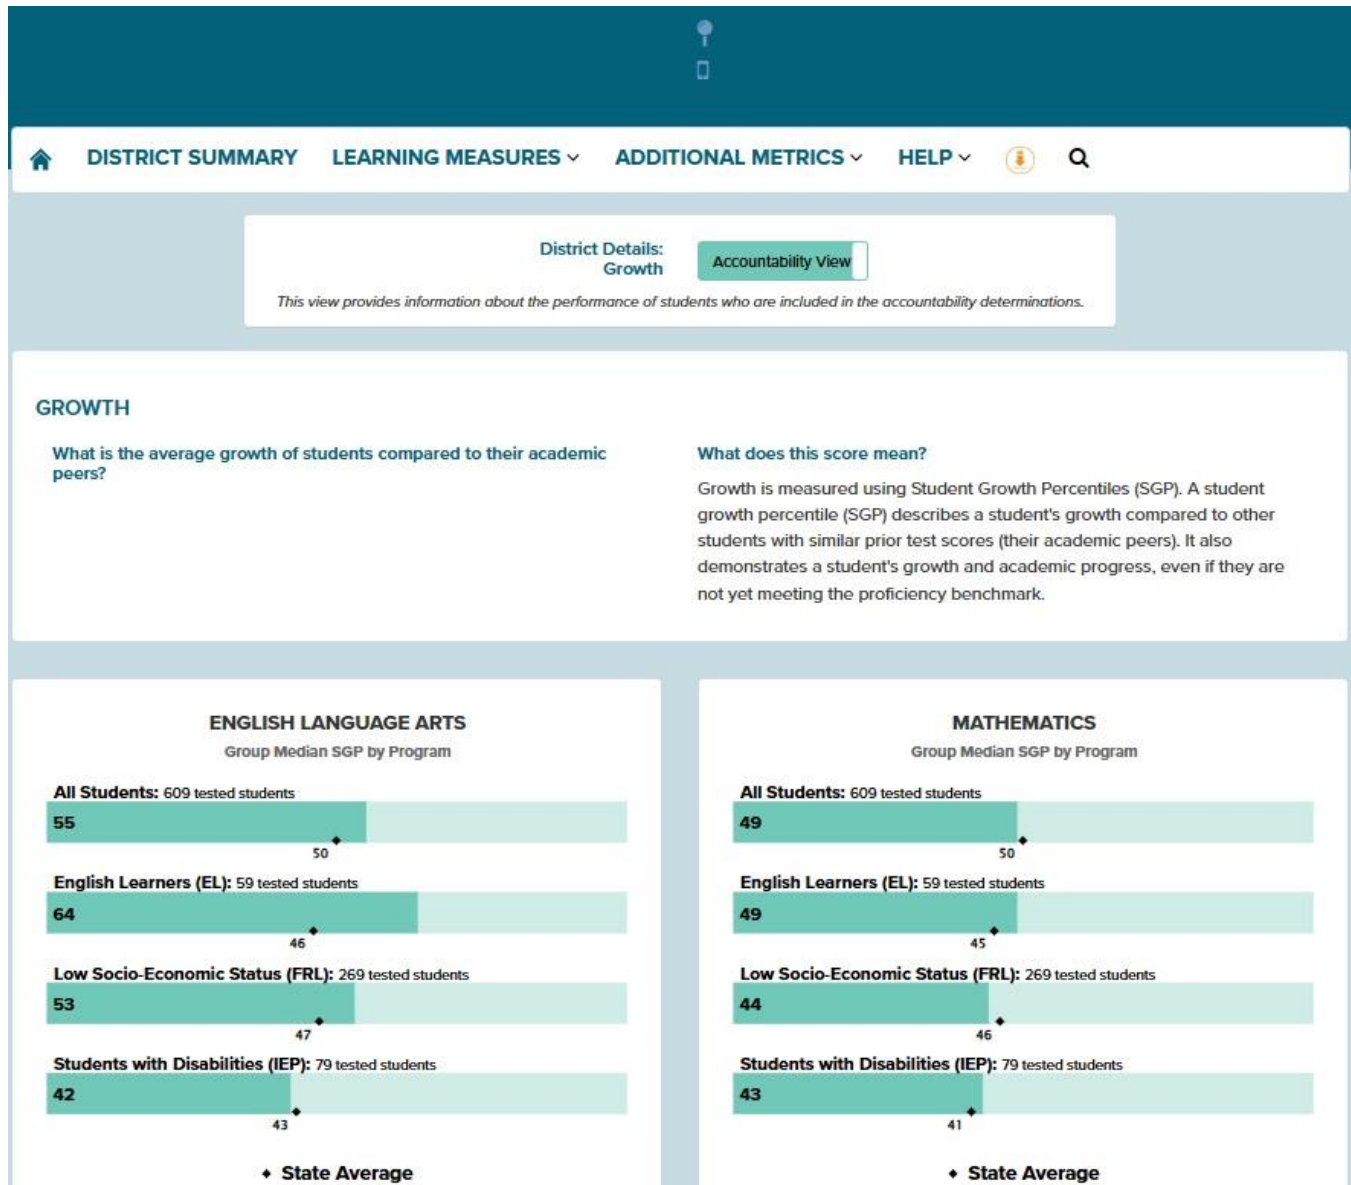 DISTRICT SUMMARY LEARNING MEASURES ADDITIONAL METRICS HELP
District Details:
Growth
Accountability View
This view provides information about the performance of students who are included in the accountability determinations.
GROWTH
What is the average growth of students compared to their academic
peers?
What does this score mean?
Growth is measured using Student Growth Percentiles (SGP). A student
growth percentile (SGP) describes a student's growth compared to other
students with similar prior test scores (their academic peers). It also
demonstrates a student's growth and academic progress, even if they are
not yet meeting the proficiency benchmark.
ENGLISH LANGUAGE ARTS
Group Median SGP by Program
All Students: 609 tested students
55
50
English Learners (EL): 59 tested students
64
46
Low Socio-Economic Status (FRL): 269 tested students
53
47
Students with Disabilities (IEP): 79 tested students
42
43
State Average
MATHEMATICS
Group Median SGP by Program
All Students: 609 tested students
49
50
English Learners (EL): 59 tested students
49
45
Low Socio-Economic Status (FRL): 269 tested students
44
46
Students with Disabilities (IEP): 79 tested students
43
41
State Average